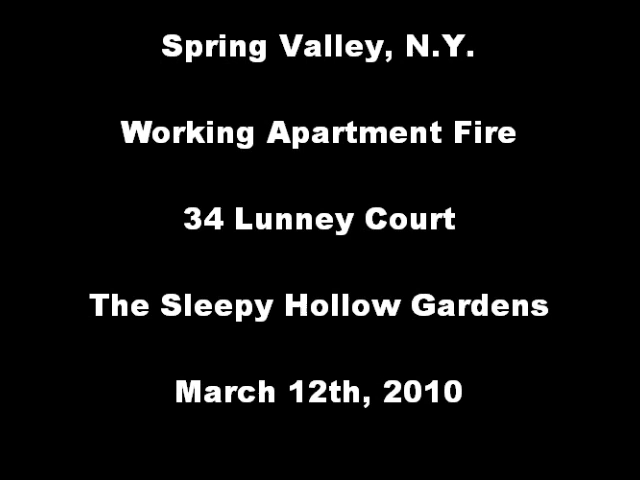 Spring Valley, N.Y.
Working Apartment Fire
34 Lunney Court
The Sleepy Hollow Gardens
March 12th, 2010